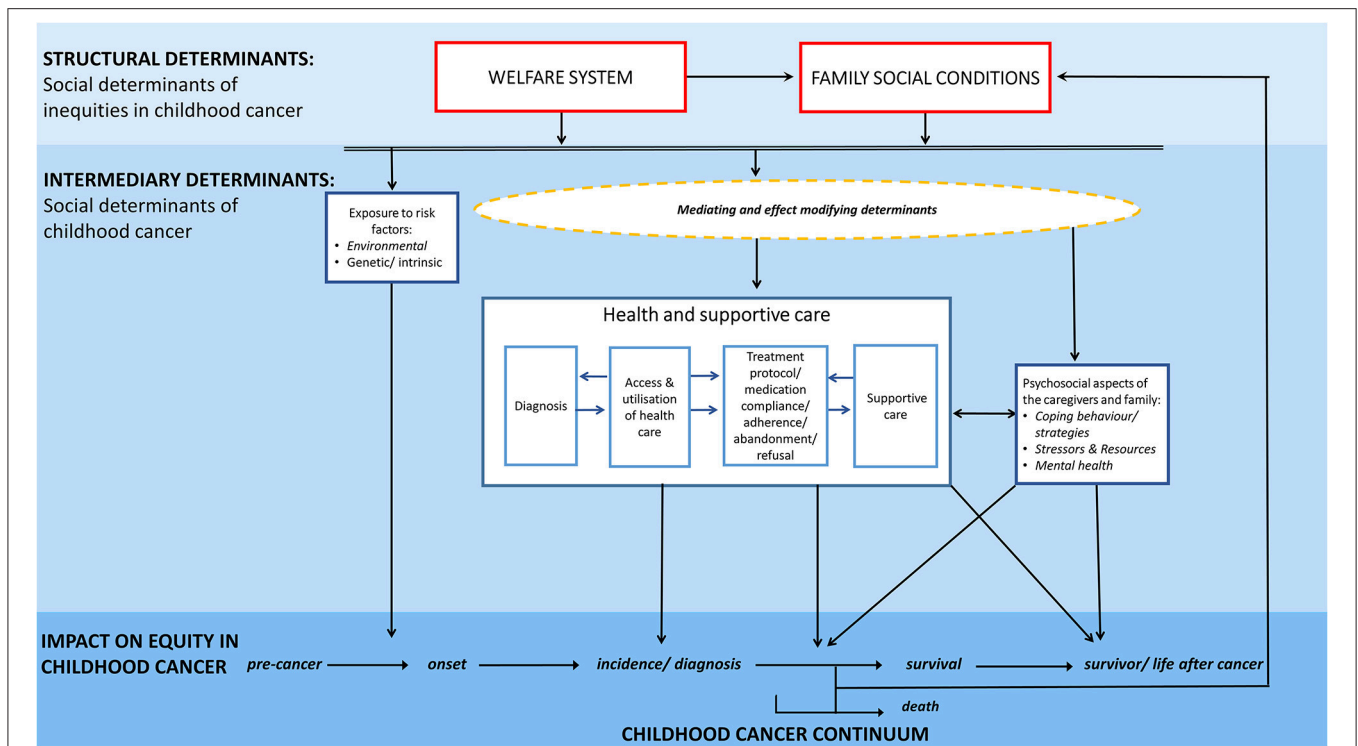 STRUCTURAL DETERMINANTS:
Social determinants of
inequities in childhood cancer
WELFARE SYSTEM
FAMILY SOCIAL CONDITIONS
INTERMEDIARY DETERMINANTS:
Social determinants of
childhood cancer
Exposure to risk
factors:
• Environmental
• Genetic/ intrinsic
Mediating and effect modifying determinants
Health and supportive care
Diagnosis
Access &
utilisation
of health
care
Treatment
protocol/
medication
compliance/
adherence/
abandonment/
refusal
Supportive
care
Psychosocial aspects of
the caregivers and family:
• Coping behaviour/
strategies
• Stressors & Resources
• Mental health
IMPACT ON EQUITY IN
CHILDHOOD CANCER
pre-cancer
onset
incidence/ diagnosis
survival
survivor/ life after cancer
death
CHILDHOOD CANCER CONTINUUM